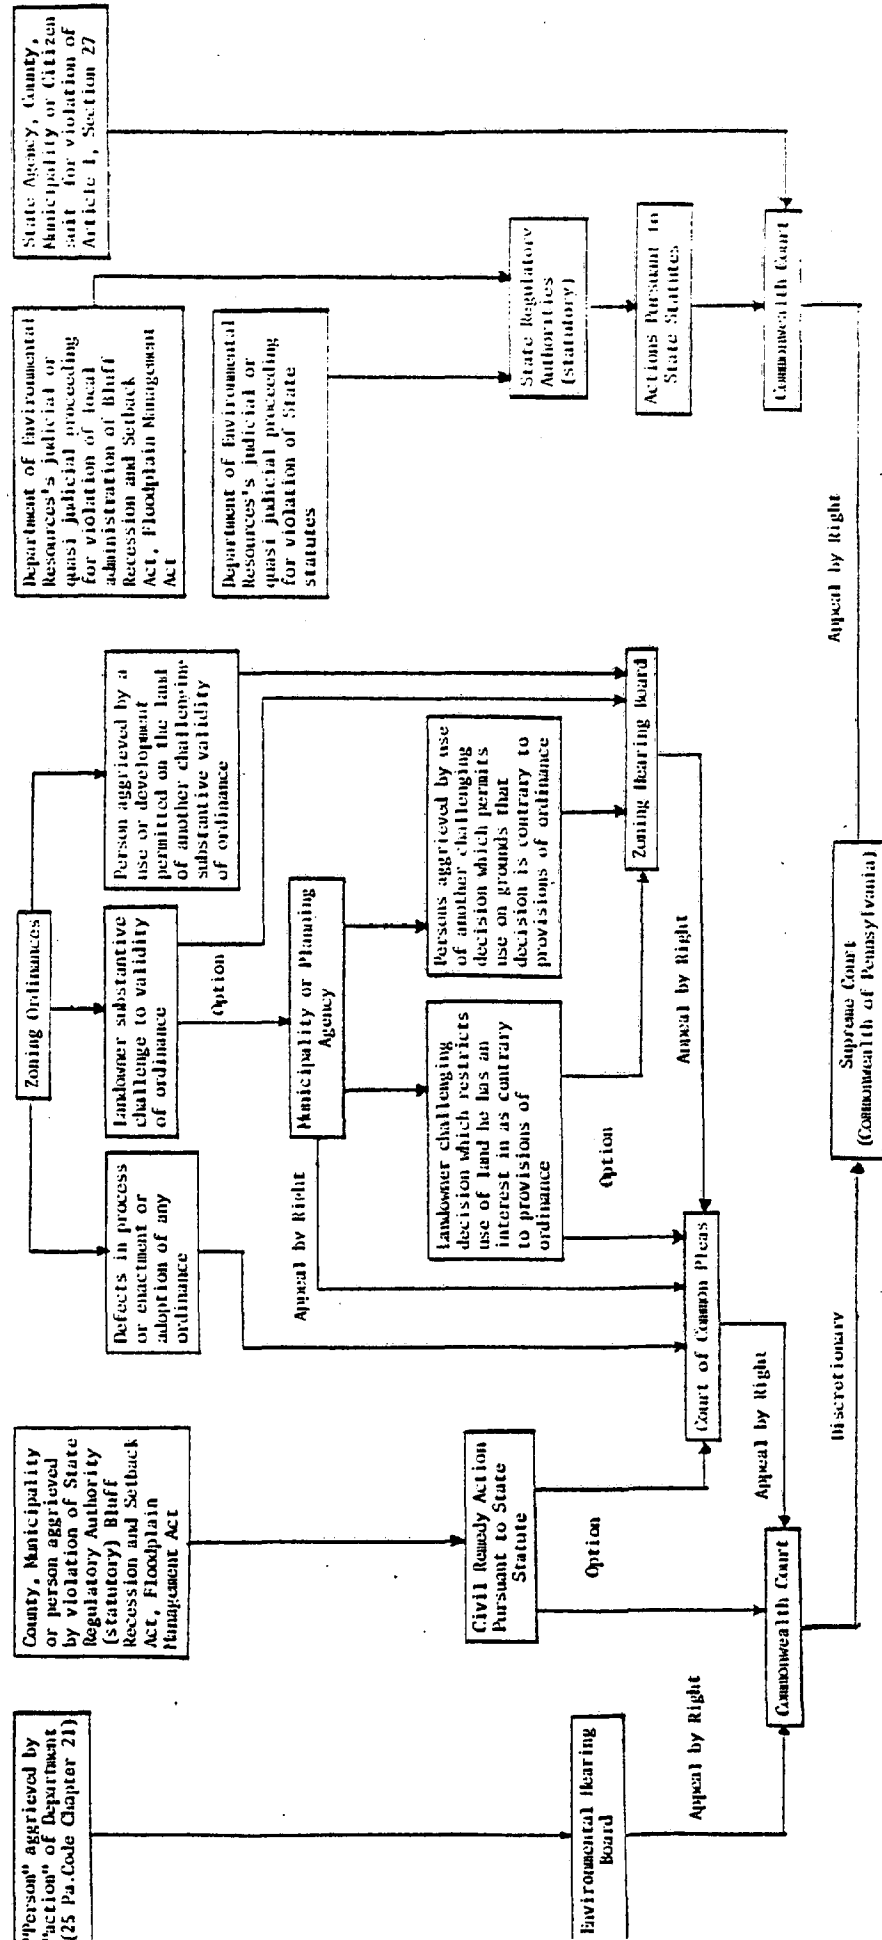 "Person" aggrieved by
"action" of Department
(25 Pa.Code Chapter 21)
Environmental Hearing
Board
Appeal by Right
County, Municipality
or person aggrieved
by violation of State
Regulatory Authority
(statutory) Bluff
Recession and Setback
Act, Floodplain
Management Act
Civil Remedy Action
Pursuant to State
Statute
Option
Commonwealth Court
Zoning Ordinances
Defects in process
or enactment or
adoption of any
ordinance
Landowner substantive
challenge to validity
of ordinance
Person aggrieved by a
use or development
permitted on the land
of another challenging
substantive validity
of ordinance
Option
Municipality or Planning
Agency
Appeal by Right
Landowner challenging
decision which restricts
use of land he has an
interest in as contrary
to provisions of
ordinance
Persons aggrieved by use
of another challenging
decision which permits
use on grounds that
decision is contrary to
provisions of ordinance
Option
Zoning Hearing Board
Appeal by Right
Court of Common Pleas
Appeal by Right
Discretionary
Supreme Court
(Commonwealth of Pennsylvania)
Department of Environmental
Resources's judicial or
quasi judicial proceeding
for violation of local
administration of Bluff
Recession and Setback
Act, Floodplain Management
Act
Department of Environmental
Resources's judicial or
quasi judicial proceeding
for violation of State
statutes
State Regulatory
Authorities
(statutory)
Actions Pursuant to
State Statutes
Commonwealth Court
Appeal by Right
State Agency, County,
Municipality or Citizen
suit for violation of
Article 1, Section 27